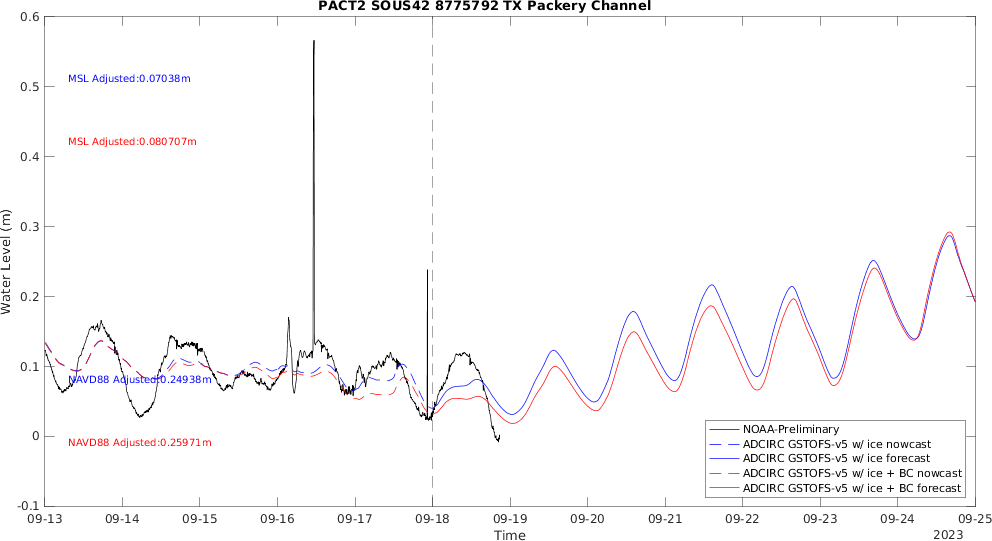 PACT2 SOUS42 8775792 TX Packery Channel
0.6
0.5
0.4
0.3
0.2
0.1
0
-0.1
Water Level (m)
MSL Adjusted:0.07038m
MSL Adjusted:0.080707m
NAVD88 Adjusted:0.24938m
NAVD88 Adjusted:0.25971m
NOAA-Preliminary
ADCIRC GSTOFS-v5 w/ ice nowcast
ADCIRC GSTOFS-v5 w/ ice forecast
ADCIRC GSTOFS-v5 w/ ice + BC nowcast
ADCIRC GSTOFS-v5 w/ ice + BC forecast
09-13 09-14 09-15 09-16 09-17 09-18 09-19 09-20 09-21 09-22 09-23 09-24 09-25
Time
2023